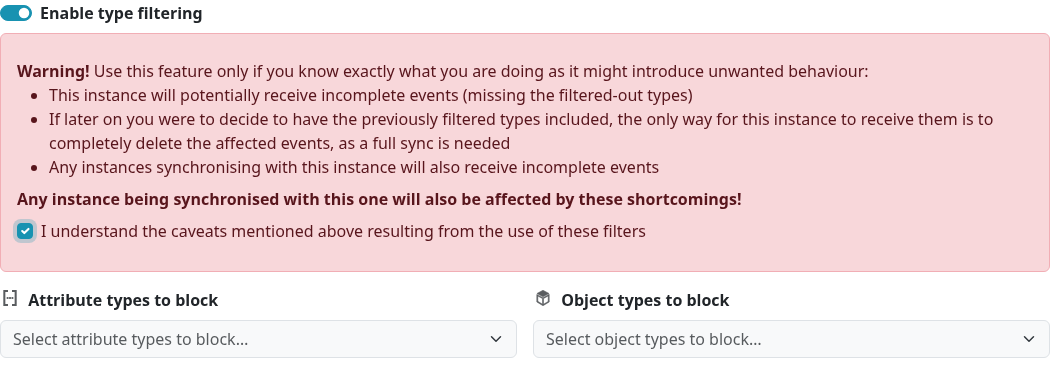 Enable type filtering
Warning! Use this feature only if you know exactly what you are doing as it might introduce unwanted behaviour:
This instance will potentially receive incomplete events (missing the filtered-out types)
If later on you were to decide to have the previously filtered types included, the only way for this instance to receive them is to
completely delete the affected events, as a full sync is needed
Any instances synchronising with this instance will also receive incomplete events
Any instance being synchronised with this one will also be affected by these shortcomings!
I understand the caveats mentioned above resulting from the use of these filters
Attribute types to block
Object types to block
Select attribute types to block...
Select object types to block...